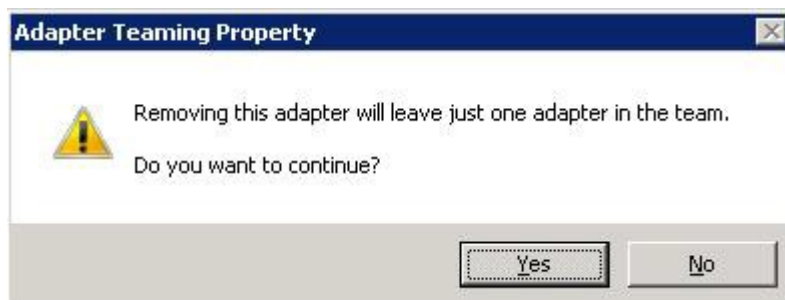 Adapter Teaming Property
Removing this adapter will leave just one adapter in the team.
Do you want to continue?
Yes
No